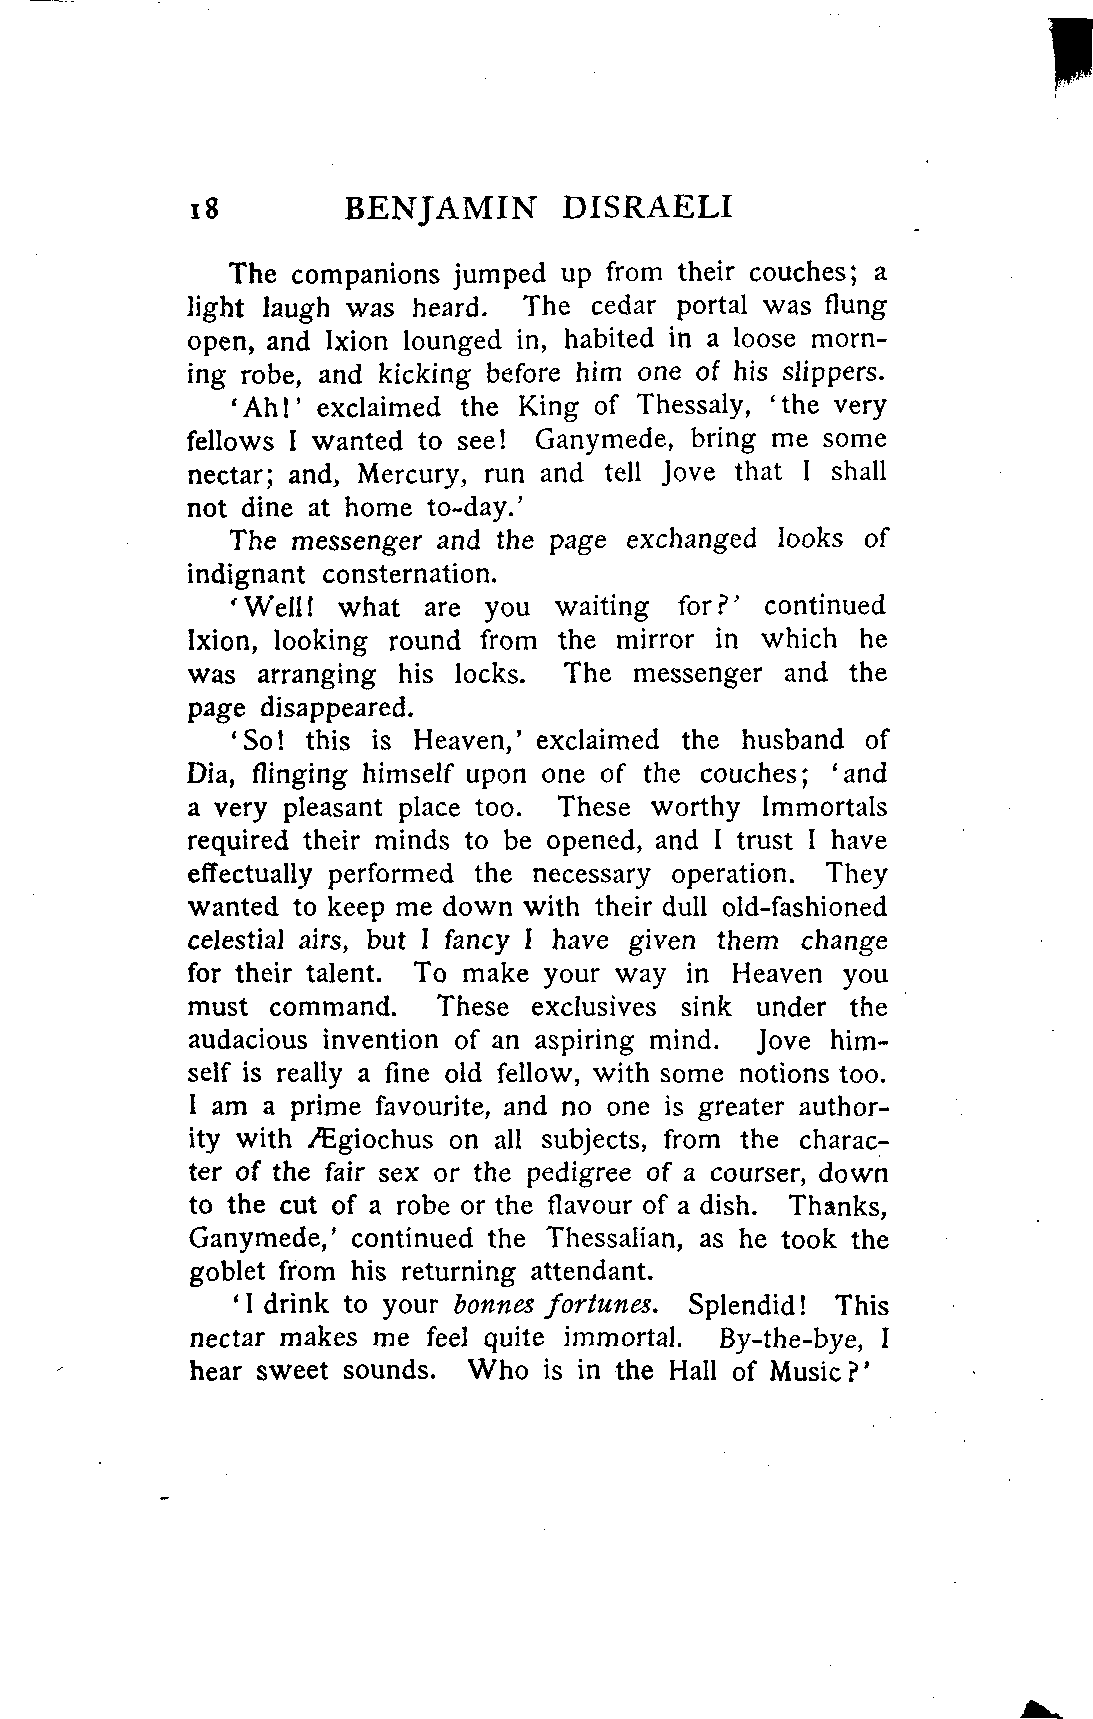 18 BENJAMIN DISRAELI
The companions jumped up from their couches; a
light laugh was heard. The cedar portal was flung
open, and Ixion lounged in, habited in a loose morn-
ing robe, and kicking before him one of his slippers.
‘Ah!’ exclaimed the King of Thessaly, ‘the very
fellows I wanted to see! Ganymede, bring me some
nectar; and, Mercury, run and tell Jove that I shall
not dine at home to-day.’
The messenger and the page exchanged looks of
indignant consternation.
‘Well! what are you waiting for?’ continued
Ixion, looking round from the mirror in which he
was arranging his locks. The messenger and the
page disappeared.
‘So! this is Heaven,’ exclaimed the husband of
Dia, flinging himself upon one of the couches; ‘and
a very pleasant place too. These worthy Immortals
required their minds to be opened, and I trust I have
effectually performed the necessary operation. They
wanted to keep me down with their dull old-fashioned
celestial airs, but I fancy I have given them change
for their talent. To make your way in Heaven you
must command. These exclusives sink under the
audacious invention of an aspiring mind. Jove him-
self is really a fine old fellow, with some notions too.
I am a prime favourite, and no one is greater author-
ity with Ægiochus on all subjects, from the charac-
ter of the fair sex or the pedigree of a courser, down
to the cut of a robe or the flavour of a dish. Thanks,
Ganymede,’ continued the Thessalian, as he took the
goblet from his returning attendant.
‘I drink to your bonnes fortunes. Splendid! This
nectar makes me feel quite immortal. By-the-bye, I
hear sweet sounds. Who is in the Hall of Music?’